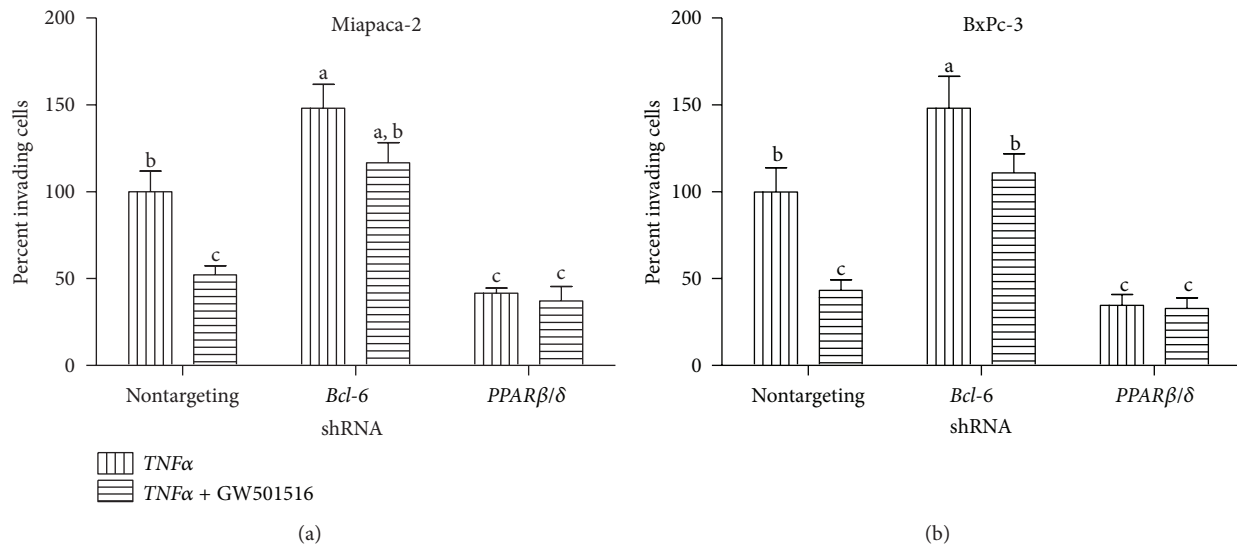 Miapaca-2
Percent invading cells
200
150
100
50
0
b
c
a
a, b
c
c
Nontargeting
Bcl-6
PPARβ/δ
shRNA
TNFα
TNFα + GW501516
(a)
BxPc-3
Percent invading cells
200
150
100
50
0
b
c
a
b
c
c
Nontargeting
Bcl-6
PPARβ/δ
shRNA
(b)